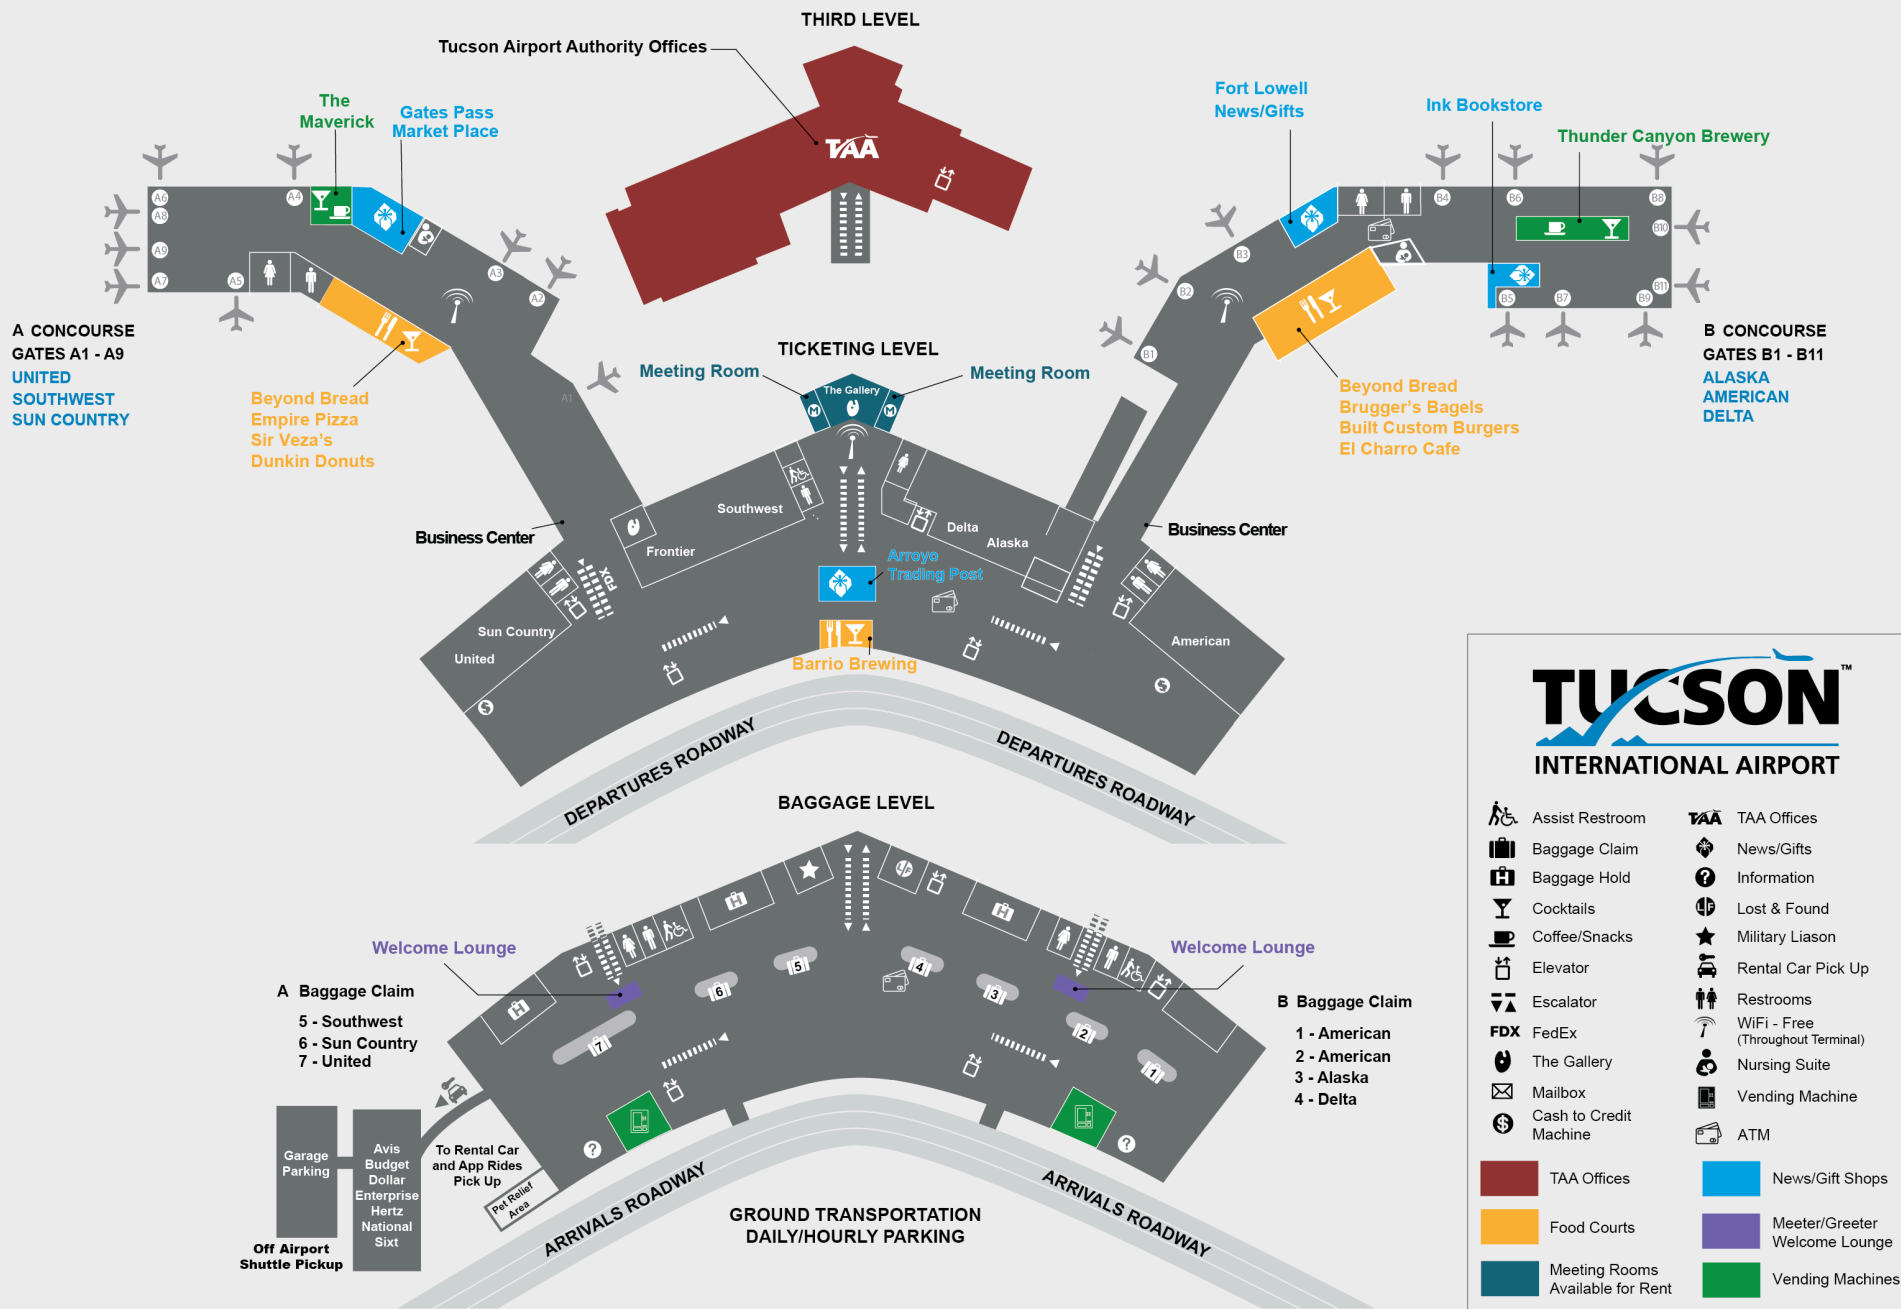 THIRD LEVEL
Tucson Airport Authority Offices
TAA
The
Maverick
Gates Pass
Market Place
A6
A8
A9
A7
A5
A4
A3
A2
A1
A CONCOURSE
GATES A1 - A9
UNITED
SOUTHWEST
SUN COUNTRY
Beyond Bread
Empire Pizza
Sir Veza's
Dunkin Donuts
Fort Lowell
News/Gifts
Ink Bookstore
Thunder Canyon Brewery
B4
B6
B8
B10
B11
B3
B2
B1
B5
B7
B9
B CONCOURSE
GATES B1 - B11
ALASKA
AMERICAN
DELTA
Beyond Bread
Brugger's Bagels
Built Custom Burgers
El Charro Cafe
TICKETING LEVEL
Meeting Room
Meeting Room
The Gallery
M
M
Business Center
Business Center
Southwest
Frontier
Delta
Alaska
FDX
Arroyo
Trading Post
Sun Country
United
American
Barrio Brewing
$
$
DEPARTURES ROADWAY
DEPARTURES ROADWAY
BAGGAGE LEVEL
L F
H
H
H
Welcome Lounge
Welcome Lounge
A Baggage Claim
5 - Southwest
6 - Sun Country
7 - United
B Baggage Claim
1 - American
2 - American
3 - Alaska
4 - Delta
5
6
7
4
3
2
1
?
?
Garage
Parking
Avis
Budget
Dollar
Enterprise
Hertz
National
Sixt
To Rental Car
and App Rides
Pick Up
Pet Relief
Area
Off Airport
Shuttle Pickup
ARRIVALS ROADWAY
ARRIVALS ROADWAY
GROUND TRANSPORTATION
DAILY/HOURLY PARKING
TUCSON™
INTERNATIONAL AIRPORT
Assist Restroom
Baggage Claim
H Baggage Hold
Cocktails
Coffee/Snacks
Elevator
Escalator
FDX FedEx
The Gallery
Mailbox
$ Cash to Credit
Machine
TAA TAA Offices
News/Gifts
? Information
L F Lost & Found
Military Liason
Rental Car Pick Up
Restrooms
WiFi - Free
(Throughout Terminal)
Nursing Suite
Vending Machine
ATM
TAA Offices
Food Courts
Meeting Rooms
Available for Rent
News/Gift Shops
Meeter/Greeter
Welcome Lounge
Vending Machines